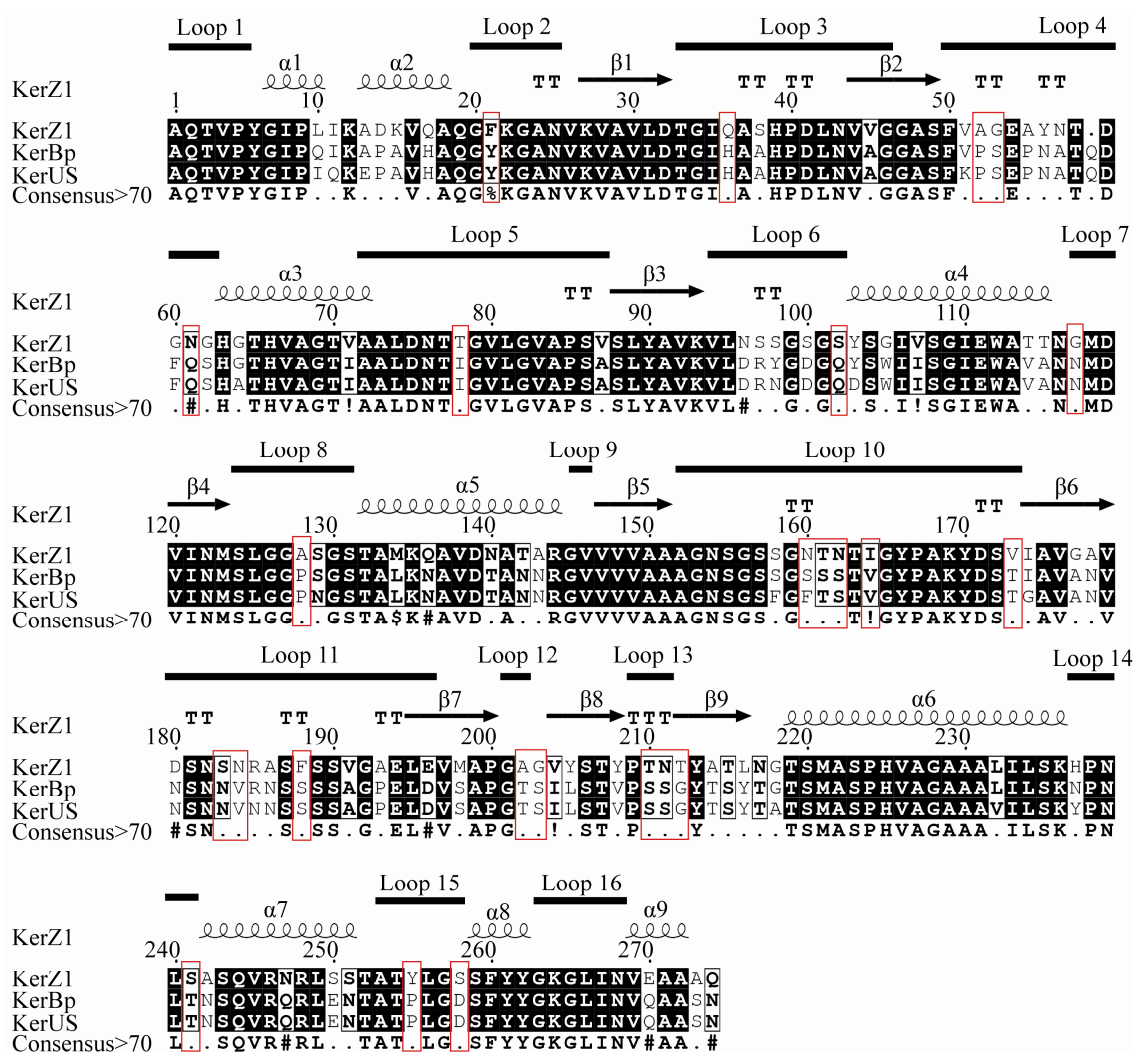 Loop 1 Loop 2 Loop 3 Loop 4
KerZ1 α1 α2 TT β1 TT TT β2 TT TT
1 10 20 30 40 50
KerZ1 AQTVPYGIPLIKADKVQAQGFKGANVKVAVLDTGIQASHPDLNVVGGASFVAGEAYNT.D
KerBp AQTVPYGIPQIKAPAVHAQGYKGANVKVAVLDTGIHAAHPDLNVAGGASFVPSEPNATQD
KerUS AQTVPYGIPIQKEPAVHAQGYKGANVKVAVLDTGIHAAHPDLNVAGGASFKPSEPNATQD
Consensus>70 AQTVPYGIP..K...V.AQG%KGANVKVAVLDTGI.A.HPDLNV.GGASF...E...T.D
Loop 5 Loop 6 Loop 7
KerZ1 α3 TT β3 TT α4
60 70 80 90 100 110
KerZ1 GNGHGTHVAGTVAALDNTTGVLGVAPSVSLYAVKVLNSSGSGSYSGIVSGIEWATTNGMD
KerBp FQSHGTHVAGTIAALDNTIGVLGVAPSASLYAVKVLDRYGDGQYSWIISGIEWAVANNMD
KerUS FQSHATHVAGTIAALDNTIGVLGVAPSASLYAVKVLDRNGDGQDSWIISGIEWAVANNMD
Consensus>70 .#.H.THVAGT!AALDNT.GVLGVAPS.SLYAVKVL#..G.G..S.I!SGIEWA..N.MD
Loop 8 Loop 9 Loop 10
KerZ1 β4 α5 β5 TT TT β6
120 130 140 150 160 170
KerZ1 VINMSLGGASGSTAMKQAVDNATARGVVVVAAAGNSGSSGNTNTIGYPAKYDSVIAVGAV
KerBp VINMSLGGPSGSTALKNAVDTANNRGVVVVAAAGNSGSSGSSSTVGYPAKYDSTIAVANV
KerUS VINMSLGGPNGSTALKNAVDTANNRGVVVVAAAGNSGSFGFTSTVGYPAKYDSTGAVANV
Consensus>70 VINMSLGG..GSTA$K#AVD.A..RGVVVVAAAGNSGS.G...T!GYPAKYDS..AV..V
Loop 11 Loop 12 Loop 13 Loop 14
KerZ1 TT TT TT β7 β8 TTT β9 α6
180 190 200 210 220 230
KerZ1 DSNSNRASFSSVGAELEVMAPGAGVYSTYPTNTYATLNGTSMASPHVAGAAALILSKHPN
KerBp NSNNVRNSSSSAGPELDVSAPGTSILSTVPSSGYTSYTGTSMASPHVAGAAALILSKNPN
KerUS NSNNVRNSSSSAGPELDVSAPGTSILSTVPSSGYTSYTATSMASPHVAGAAAVILSKYPN
Consensus>70 #SN....S.SS.G.EL#V.APG..!.ST.P...Y.....TSMASPHVAGAAA.ILSK.PN
Loop 15 Loop 16
KerZ1 α7 α8 α9
240 250 260 270
KerZ1 LSASQVRNRLSSTATYLGSSFYYGKGLINVEAAAQ
KerBp LTNSQVRQRLENTATPLGDSFYYGKGLINVQAASN
KerUS LTNSQVRQRLENTATPLGDSFYYGKGLINVQAASN
Consensus>70 L..SQVR#RL..TAT.LG.SFYYGKGLINV#AA.#